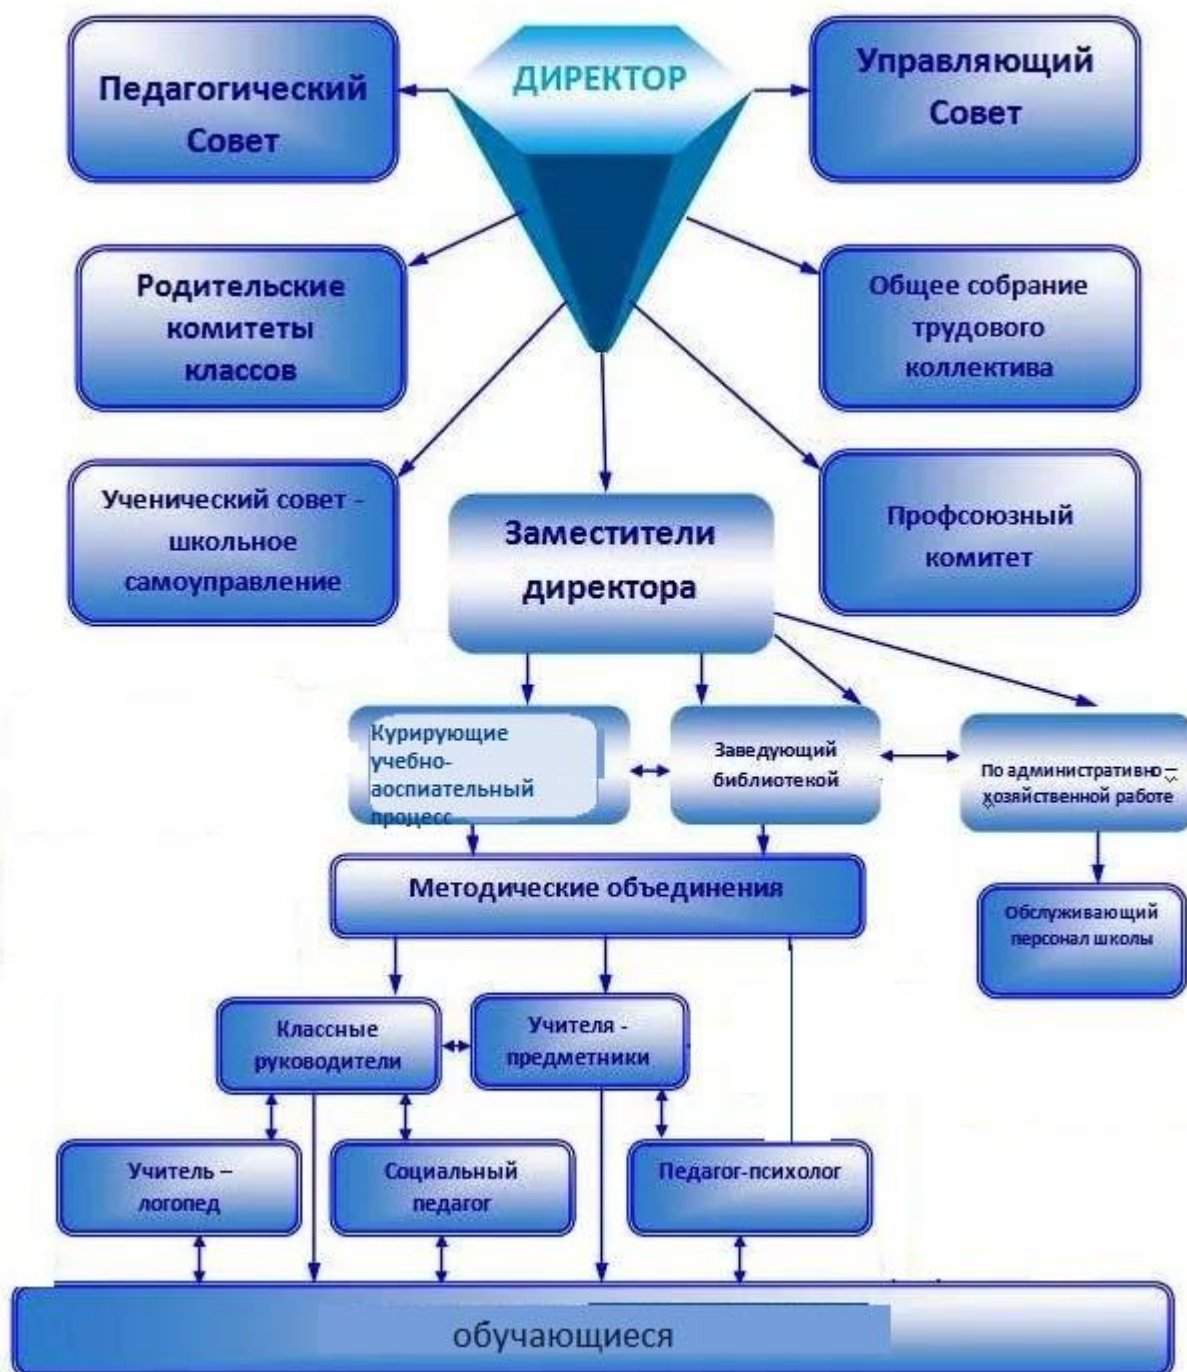 ДИРЕКТОР
Педагогический
Совет
Управляющий
Совет
Родительские
комитеты
классов
Общее собрание
трудового
коллектива
Ученический совет -
школьное
самоуправление
Заместители
директора
Профсоюзный
комитет
Курирующие
учебно-
аоспиательный
процесс
Заведующий
библиотекой
По административно –
хозяйственной работе
Методические объединения
Обслуживающий
персонал школы
Классные
руководители
Учителя -
предметники
Учитель –
логопед
Социальный
педагог
Педагог-психолог
обучающиеся